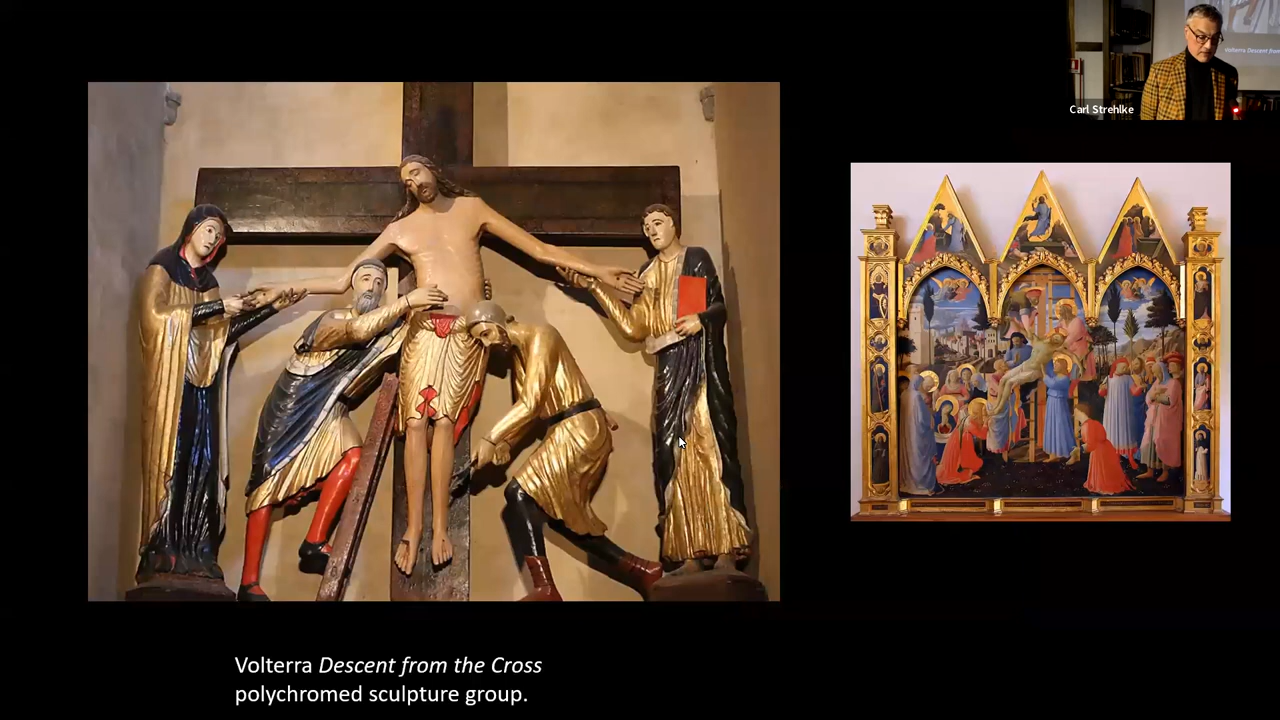 Carl Strehlke
Volterra Descent from the Cross
polychromed sculpture group.